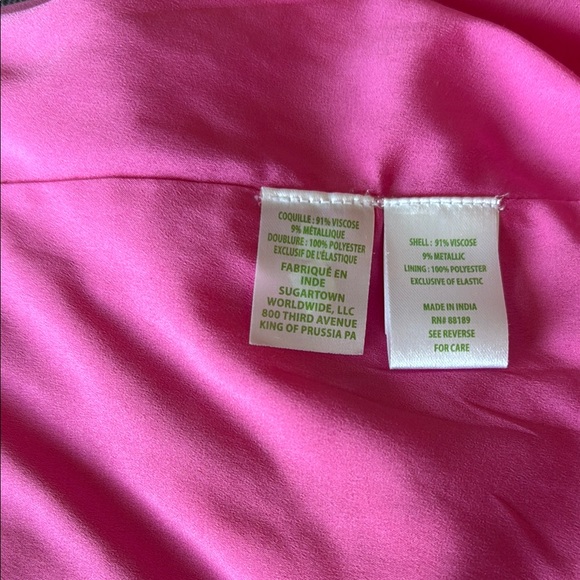 COQUILLE : 91% VISCOSE
9% MÉTALLIQUE
DOUBLURE : 100% POLYESTER
EXCLUSIF DE L'ÉLASTIQUE
FABRIQUÉ EN
INDE
SUGARTOWN
WORLDWIDE, LLC
800 THIRD AVENUE
KING OF PRUSSIA PA
SHELL : 91% VISCOSE
9% METALLIC
LINING : 100% POLYESTER
EXCLUSIVE OF ELASTIC
MADE IN INDIA
RN# 88189
SEE REVERSE
FOR CARE